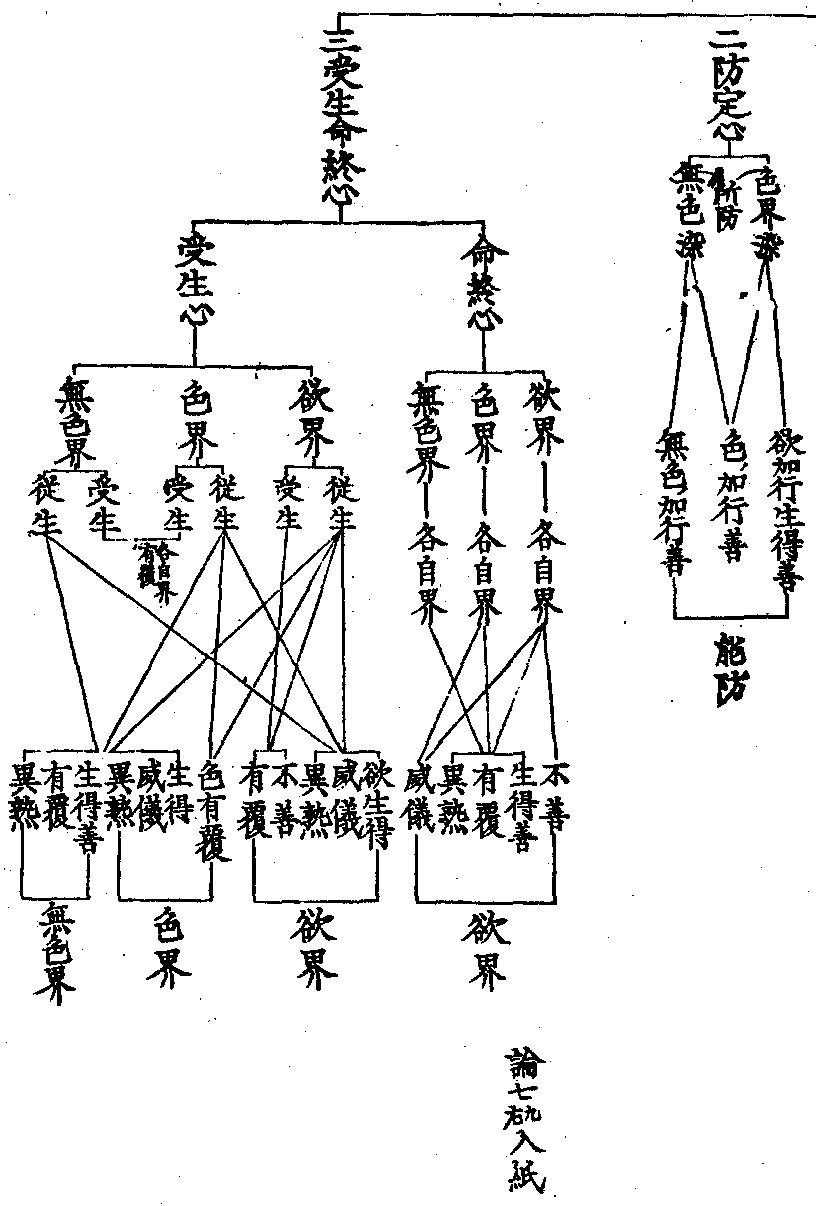 二防定心
色界染
所防
無色染
欲加行生得善
色加行善
無色加行善
能防
三受生命終心
命終心
欲界
色界
無色界
各自界
各自界
各自界
不善
生得善
有覆
異熟
威儀
欲界
受生心
欲界
色界
無色界
從生
受生
從生
受生
受生
從生
各自界
有覆
欲生得
威儀
異熟
不善
有覆
欲界
色有覆
生得
威儀
異熟
色界
生得善
有覆
異熟
無色界
論七
九右
入紙